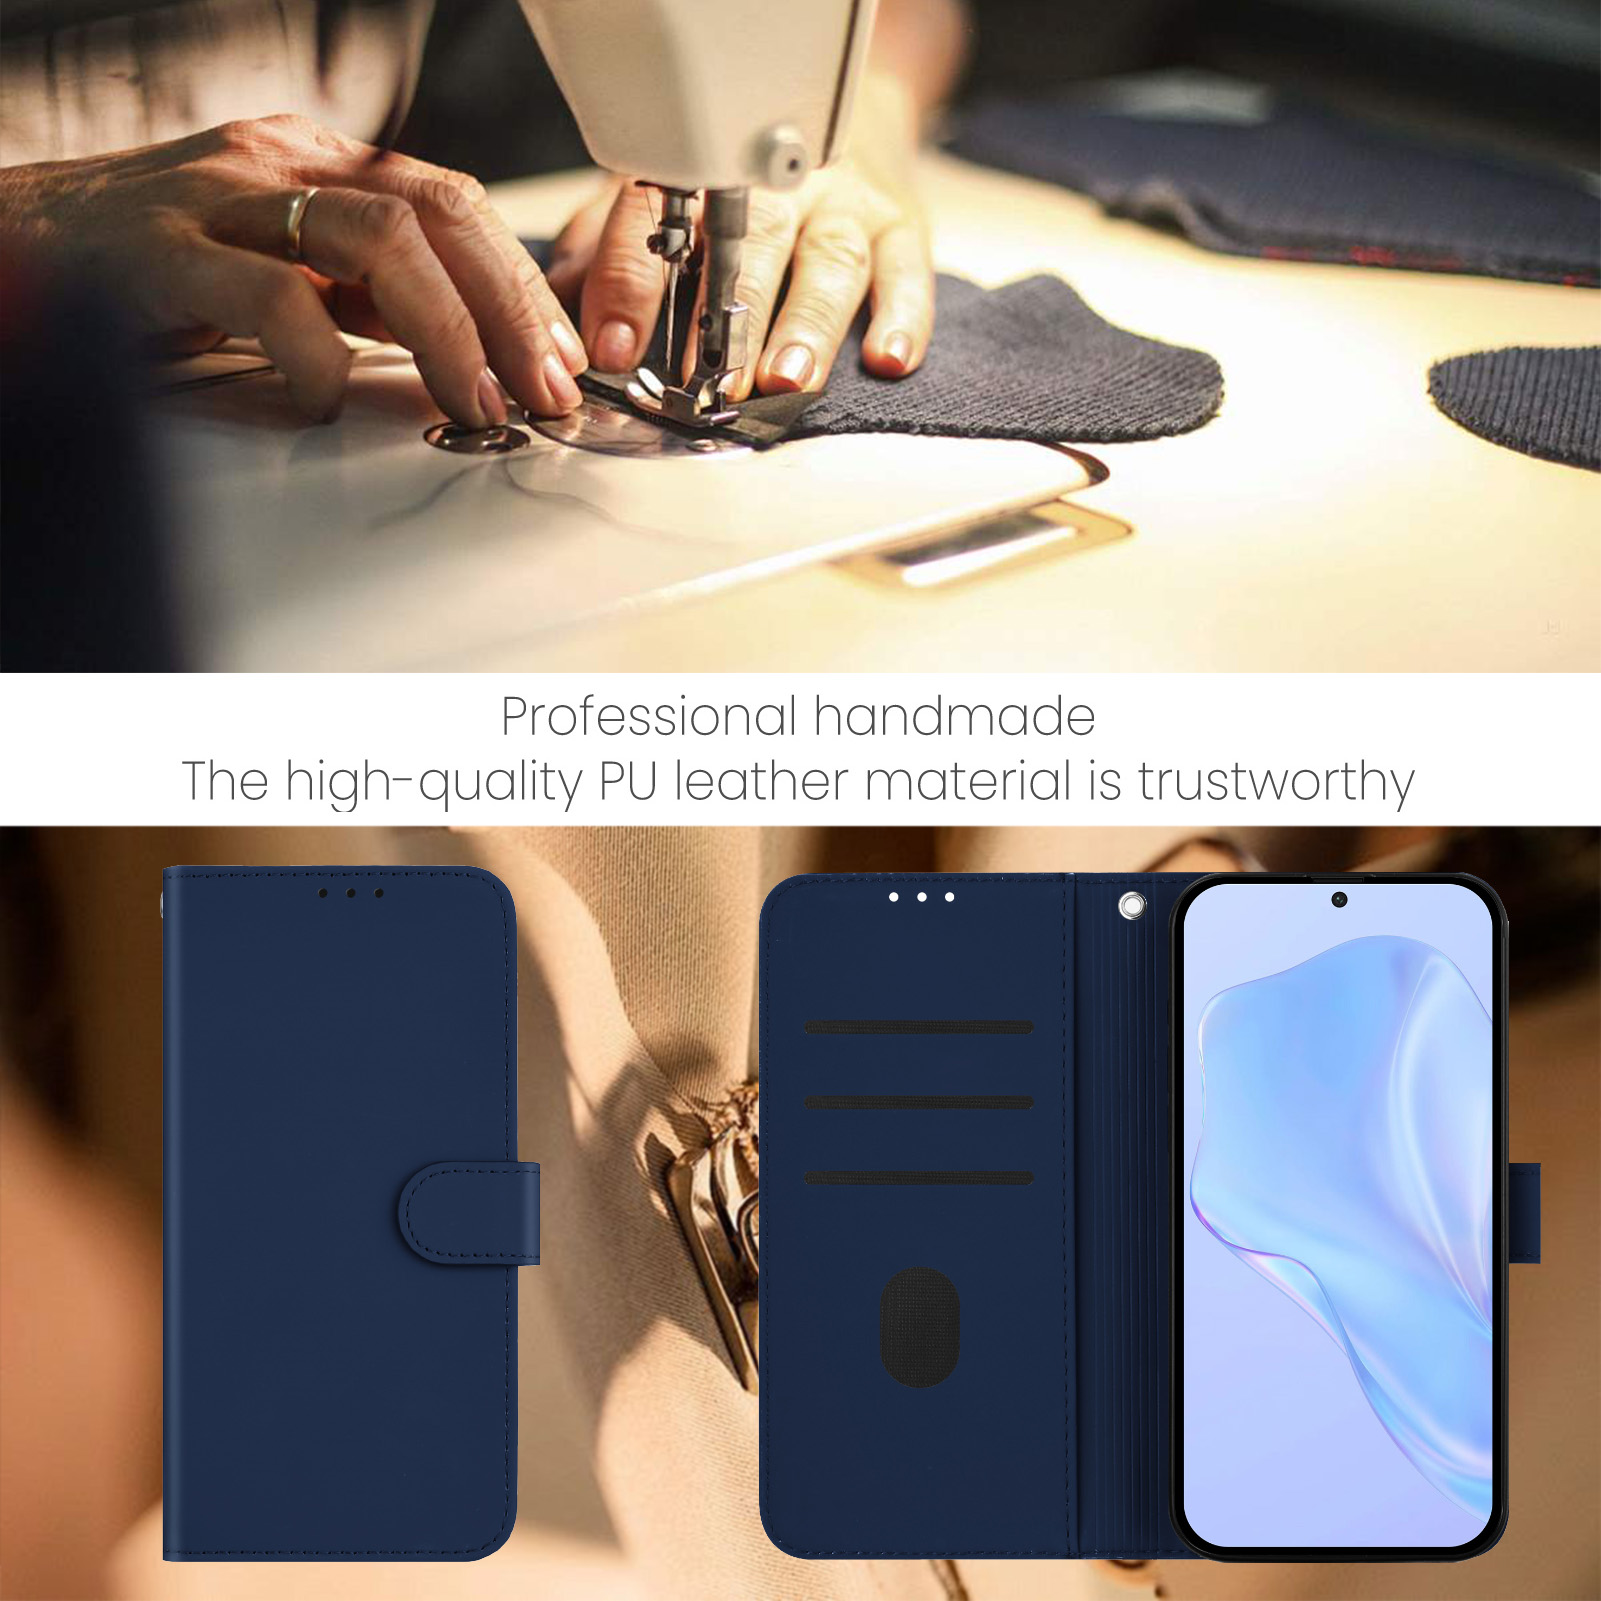 Professional handmade
The high-quality PU leather material is trustworthy